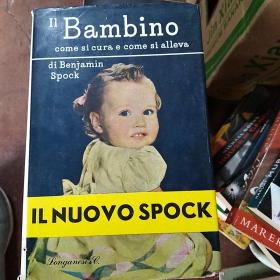 Il
Bambino
come si cura e come si alleva
di Benjamin
Spock
IL NUOVO SPOCK
Longanesi & C.
MARE